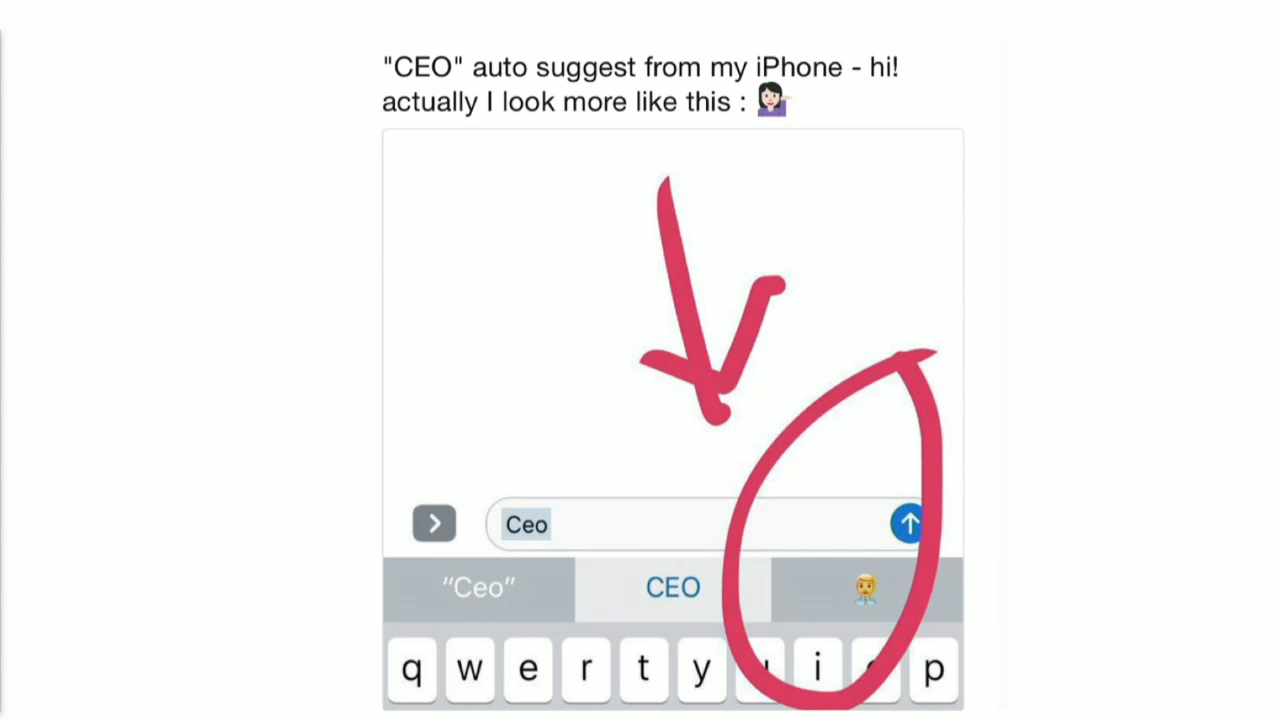 "CEO" auto suggest from my iPhone - hi!
actually I look more like this : 💁🏻‍♀️
Ceo
"Ceo" CEO 👨🏼‍💼
q w e r t y u i o p